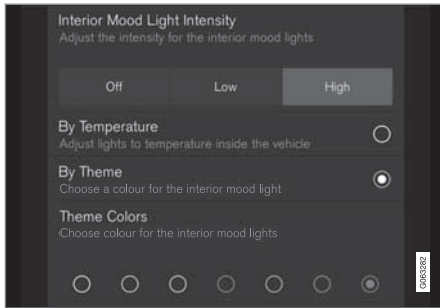 Interior Mood Light Intensity
Adjust the intensity for the interior mood lights
Off Low High
By Temperature
Adjust lights to temperature inside the vehicle
By Theme
Choose a colour for the interior mood light
Theme Colors
Choose colour for the interior mood lights
G063282